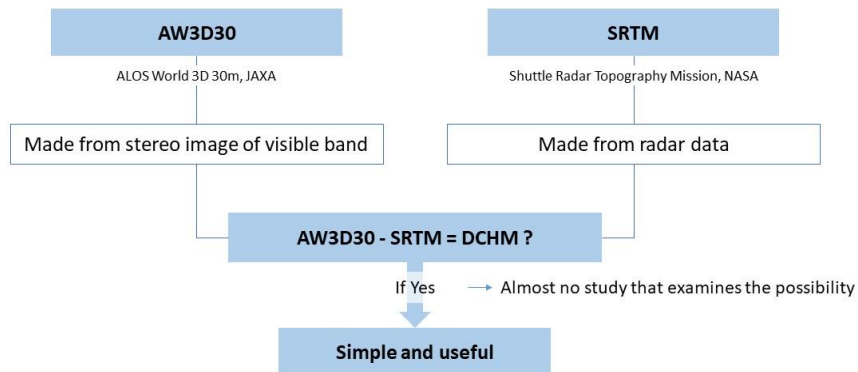 AW3D30
SRTM
ALOS World 3D 30m, JAXA
Shuttle Radar Topography Mission, NASA
Made from stereo image of visible band
Made from radar data
AW3D30 - SRTM = DCHM ?
If Yes
Almost no study that examines the possibility
Simple and useful